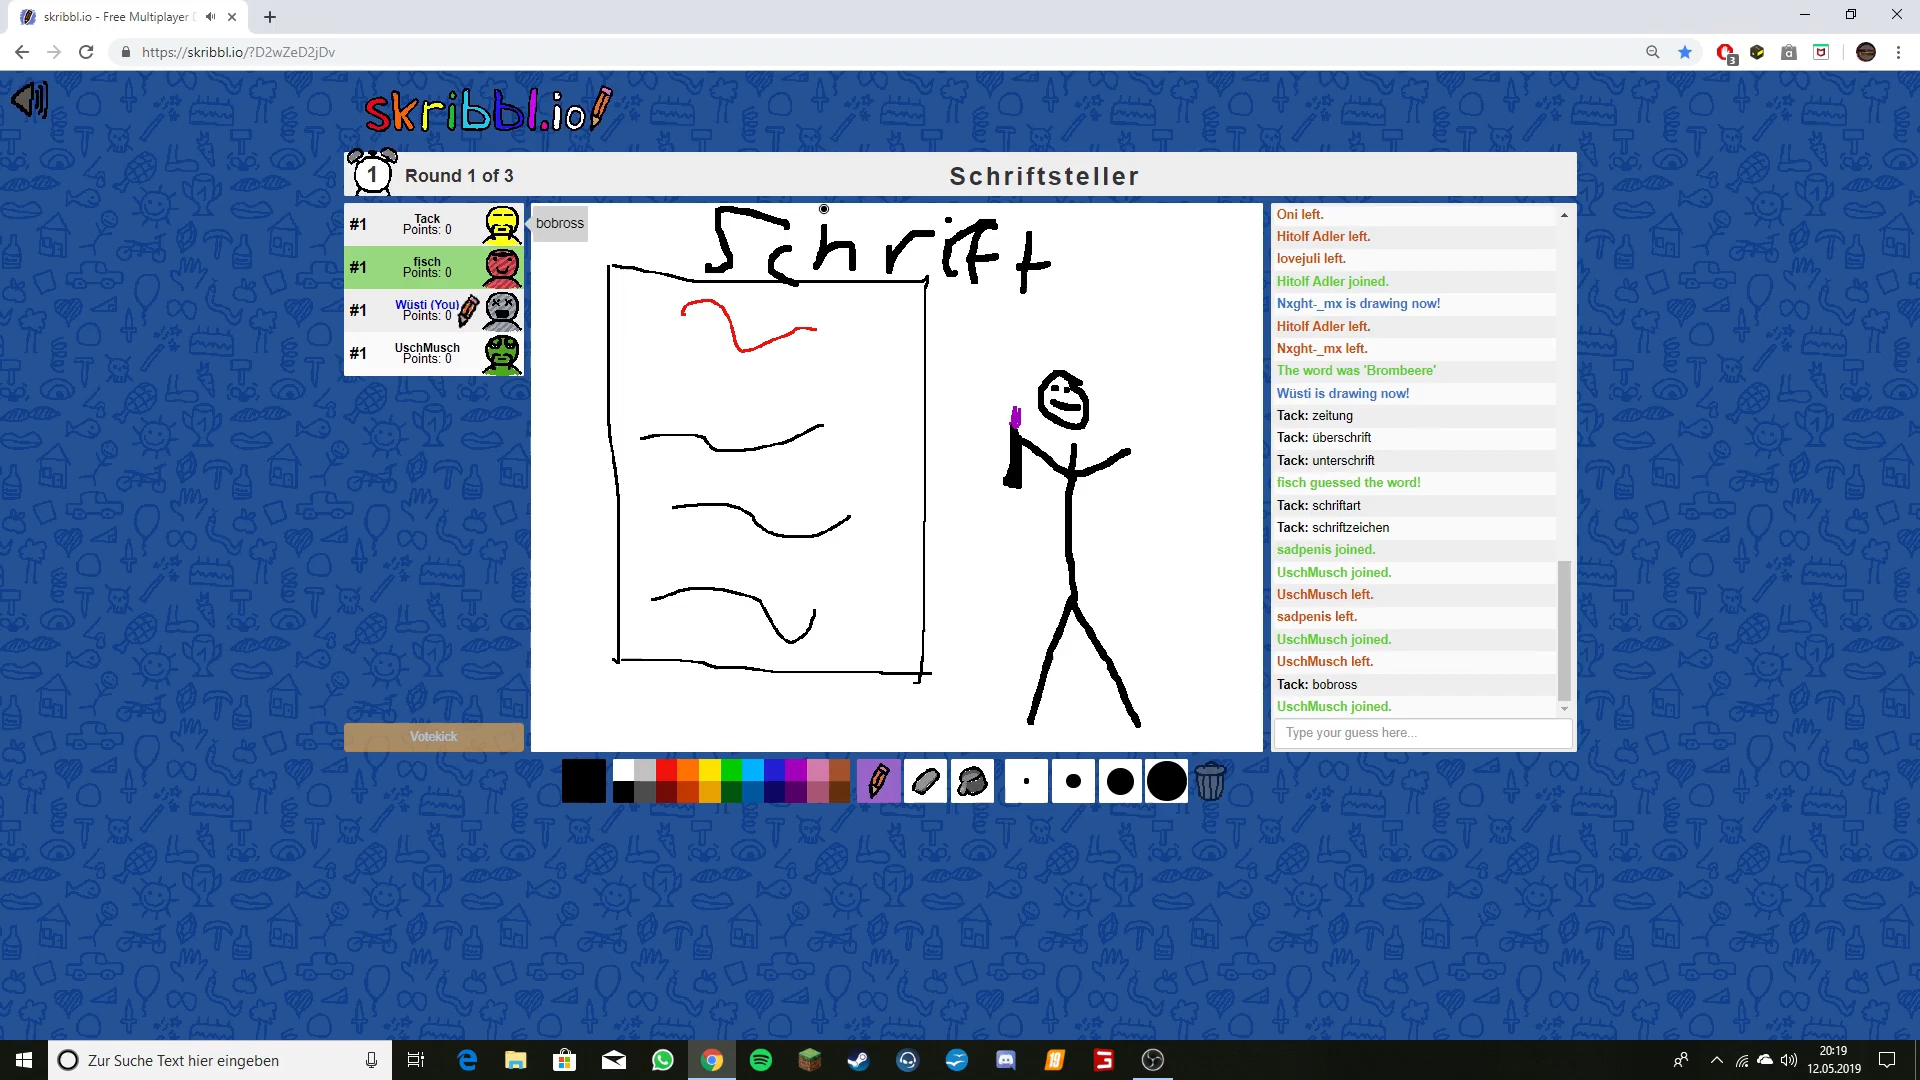 skribbl.io - Free Multiplayer D
https://skribbl.io/?D2wZeD2jDv
3
skribbl.io
1
Round 1 of 3
Schriftsteller
#1
Tack
Points: 0
bobross
#1
fisch
Points: 0
#1
Wüsti (You)
Points: 0
#1
UschMusch
Points: 0
Votekick
Schrift
Oni left.
Hitolf Adler left.
lovejuli left.
Hitolf Adler joined.
Nxght-_mx is drawing now!
Hitolf Adler left.
Nxght-_mx left.
The word was 'Brombeere'
Wüsti is drawing now!
Tack: zeitung
Tack: überschrift
Tack: unterschrift
fisch guessed the word!
Tack: schriftart
Tack: schriftzeichen
sadpenis joined.
UschMusch joined.
UschMusch left.
sadpenis left.
UschMusch joined.
UschMusch left.
Tack: bobross
UschMusch joined.
Type your guess here...
Zur Suche Text hier eingeben
20:19
12.05.2019